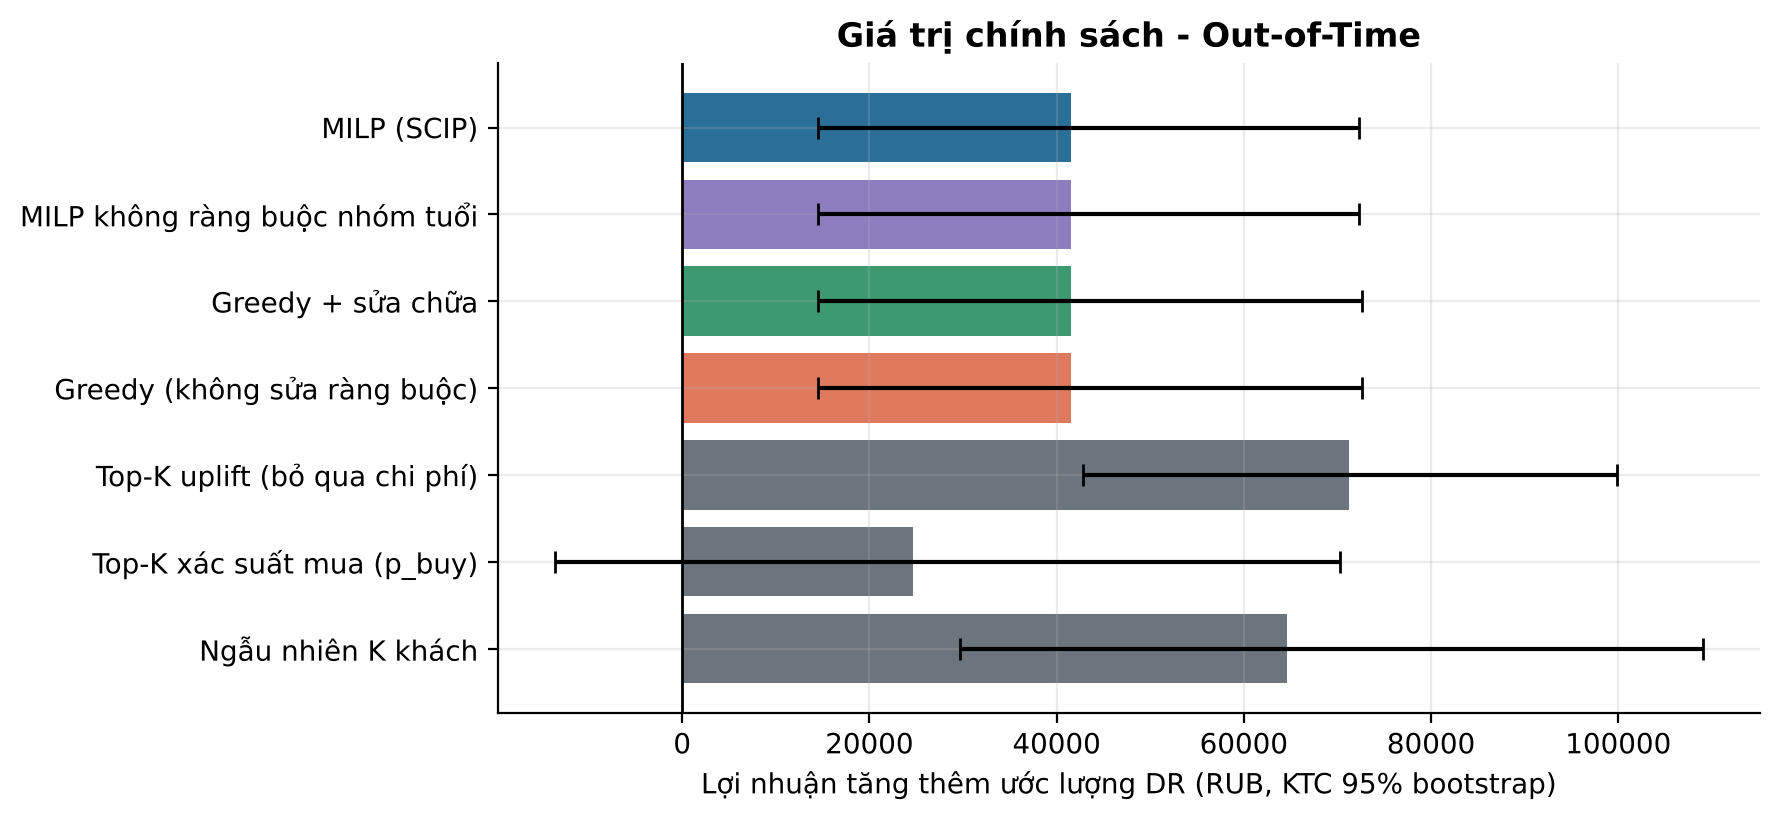 Giá trị chính sách - Out-of-Time
MILP (SCIP)
MILP không ràng buộc nhóm tuổi
Greedy + sửa chữa
Greedy (không sửa ràng buộc)
Top-K uplift (bỏ qua chi phí)
Top-K xác suất mua (p_buy)
Ngẫu nhiên K khách
0 20000 40000 60000 80000 100000
Lợi nhuận tăng thêm ước lượng DR (RUB, KTC 95% bootstrap)